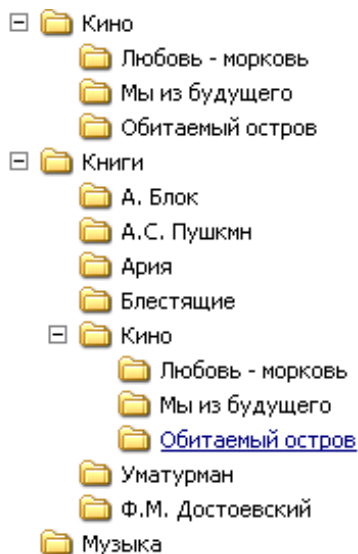 Кино
Любовь - морковь
Мы из будущего
Обитаемый остров
Книги
А. Блок
А.С. Пушкмн
Ария
Блестящие
Кино
Любовь - морковь
Мы из будущего
Обитаемый остров
Уматурман
Ф.М. Достоевский
Музыка